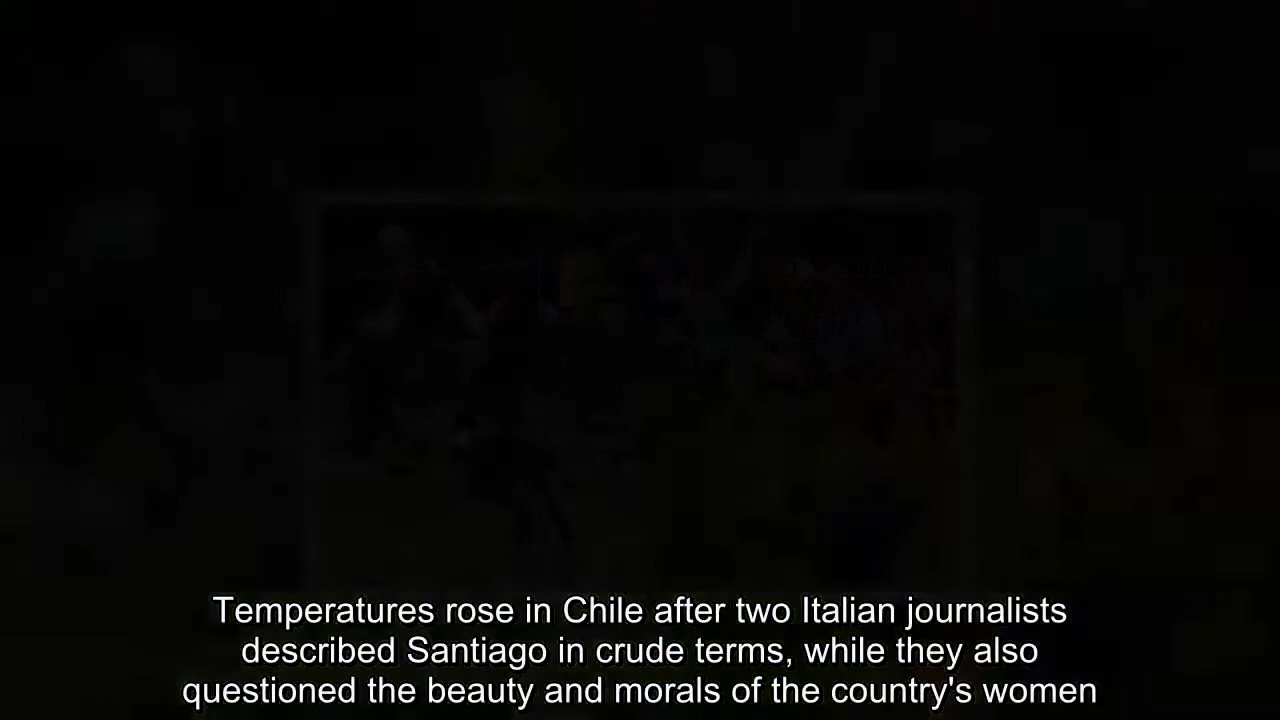 Temperatures rose in Chile after two Italian journalists
described Santiago in crude terms, while they also
questioned the beauty and morals of the country's women